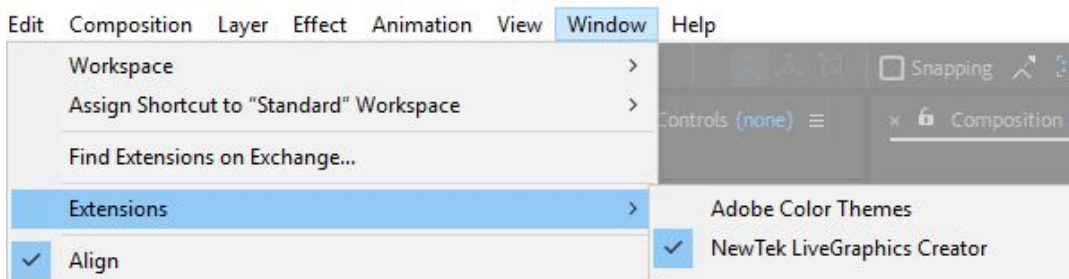 Edit Composition Layer Effect Animation View Window Help
Workspace
Snapping
Assign Shortcut to “Standard” Workspace
Controls (none)
Composition
Find Extensions on Exchange...
Extensions
Adobe Color Themes
NewTek LiveGraphics Creator
Align